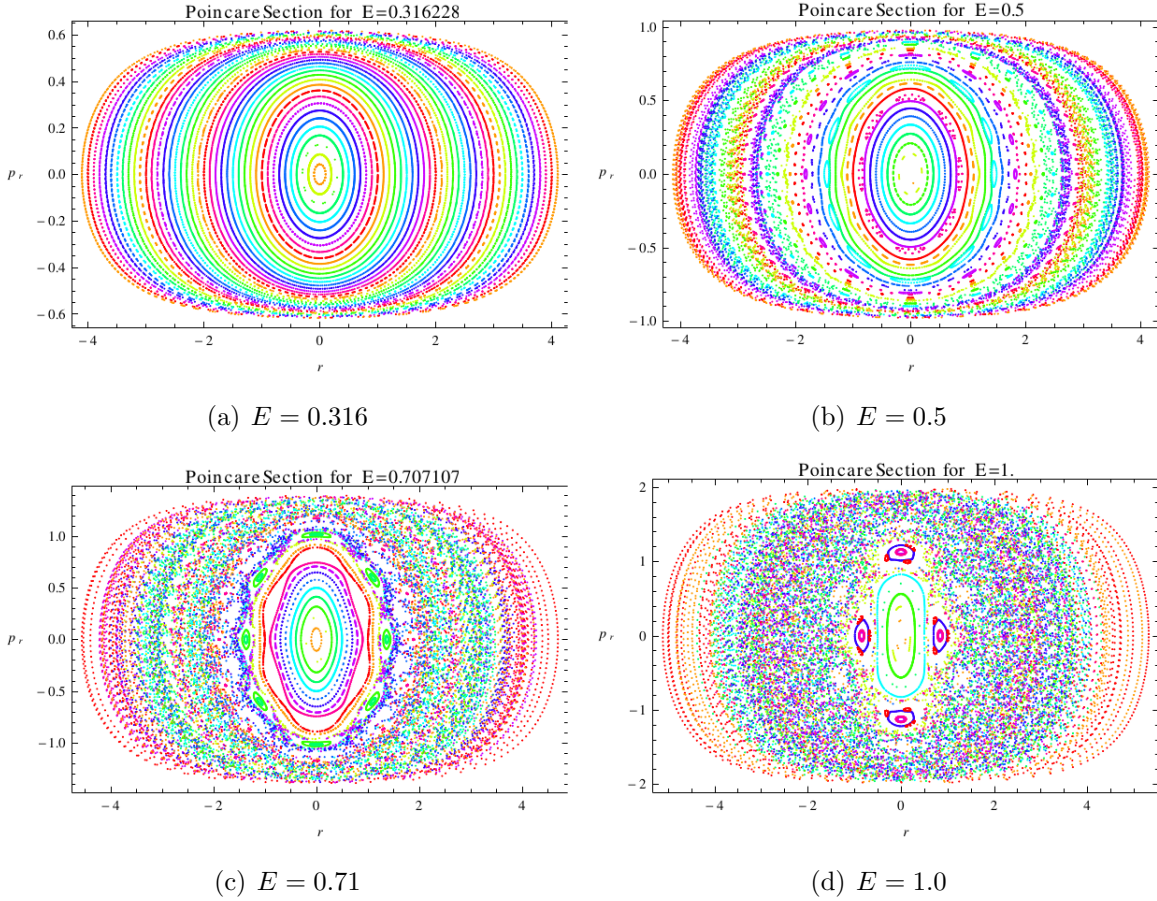 Poincare Section for E=0.316228
0.6
0.4
0.2
0.0
−0.2
−0.4
−0.6
p r
−4 −2 0 2 4
r
(a) E = 0.316
Poincare Section for E=0.5
1.0
0.5
0.0
−0.5
−1.0
p r
−4 −2 0 2 4
r
(b) E = 0.5
Poincare Section for E=0.707107
1.0
0.5
0.0
−0.5
−1.0
p r
−4 −2 0 2 4
r
(c) E = 0.71
Poincare Section for E=1.
2
1
0
−1
−2
p r
−4 −2 0 2 4
r
(d) E = 1.0